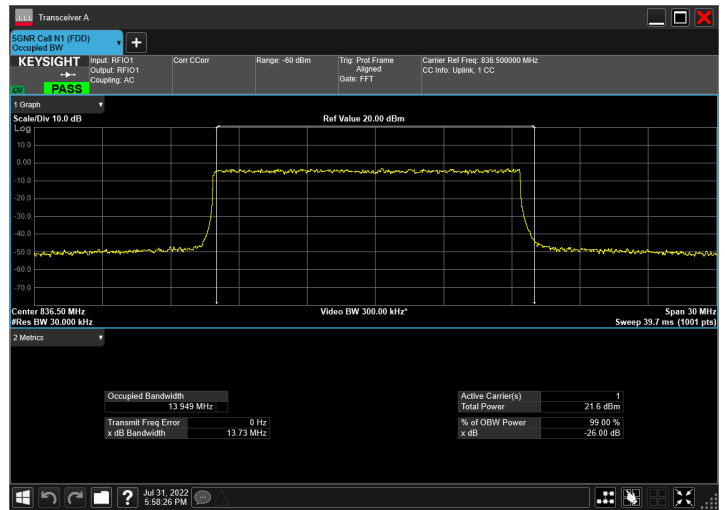 Transceiver A
5GNR Cell N1 (FDD)
Occupied BW
KEYSIGHT
LXI
PASS
Input: RFIO1
Output: RFIO1
Coupling: AC
Corr CCorr
Range: -60 dBm
Trig: Prot Frame
Aligned
Gate: FFT
Carrier Ref Freq: 836.500000 MHz
CC Info: Uplink, 1 CC
1 Graph
Scale/Div 10.0 dB
Ref Value 20.00 dBm
Log
10.0
0.00
-10.0
-20.0
-30.0
-40.0
-50.0
-60.0
-70.0
Center 836.50 MHz
Video BW 300.00 kHz*
Span 30 MHz
#Res BW 30.000 kHz
Sweep 39.7 ms (1001 pts)
2 Metrics
Occupied Bandwidth
13.949 MHz
Transmit Freq Error 0 Hz
x dB Bandwidth 13.73 MHz
Active Carrier(s) 1
Total Power 21.6 dBm
% of OBW Power 99.00 %
x dB -26.00 dB
Jul 31, 2022
5:58:26 PM